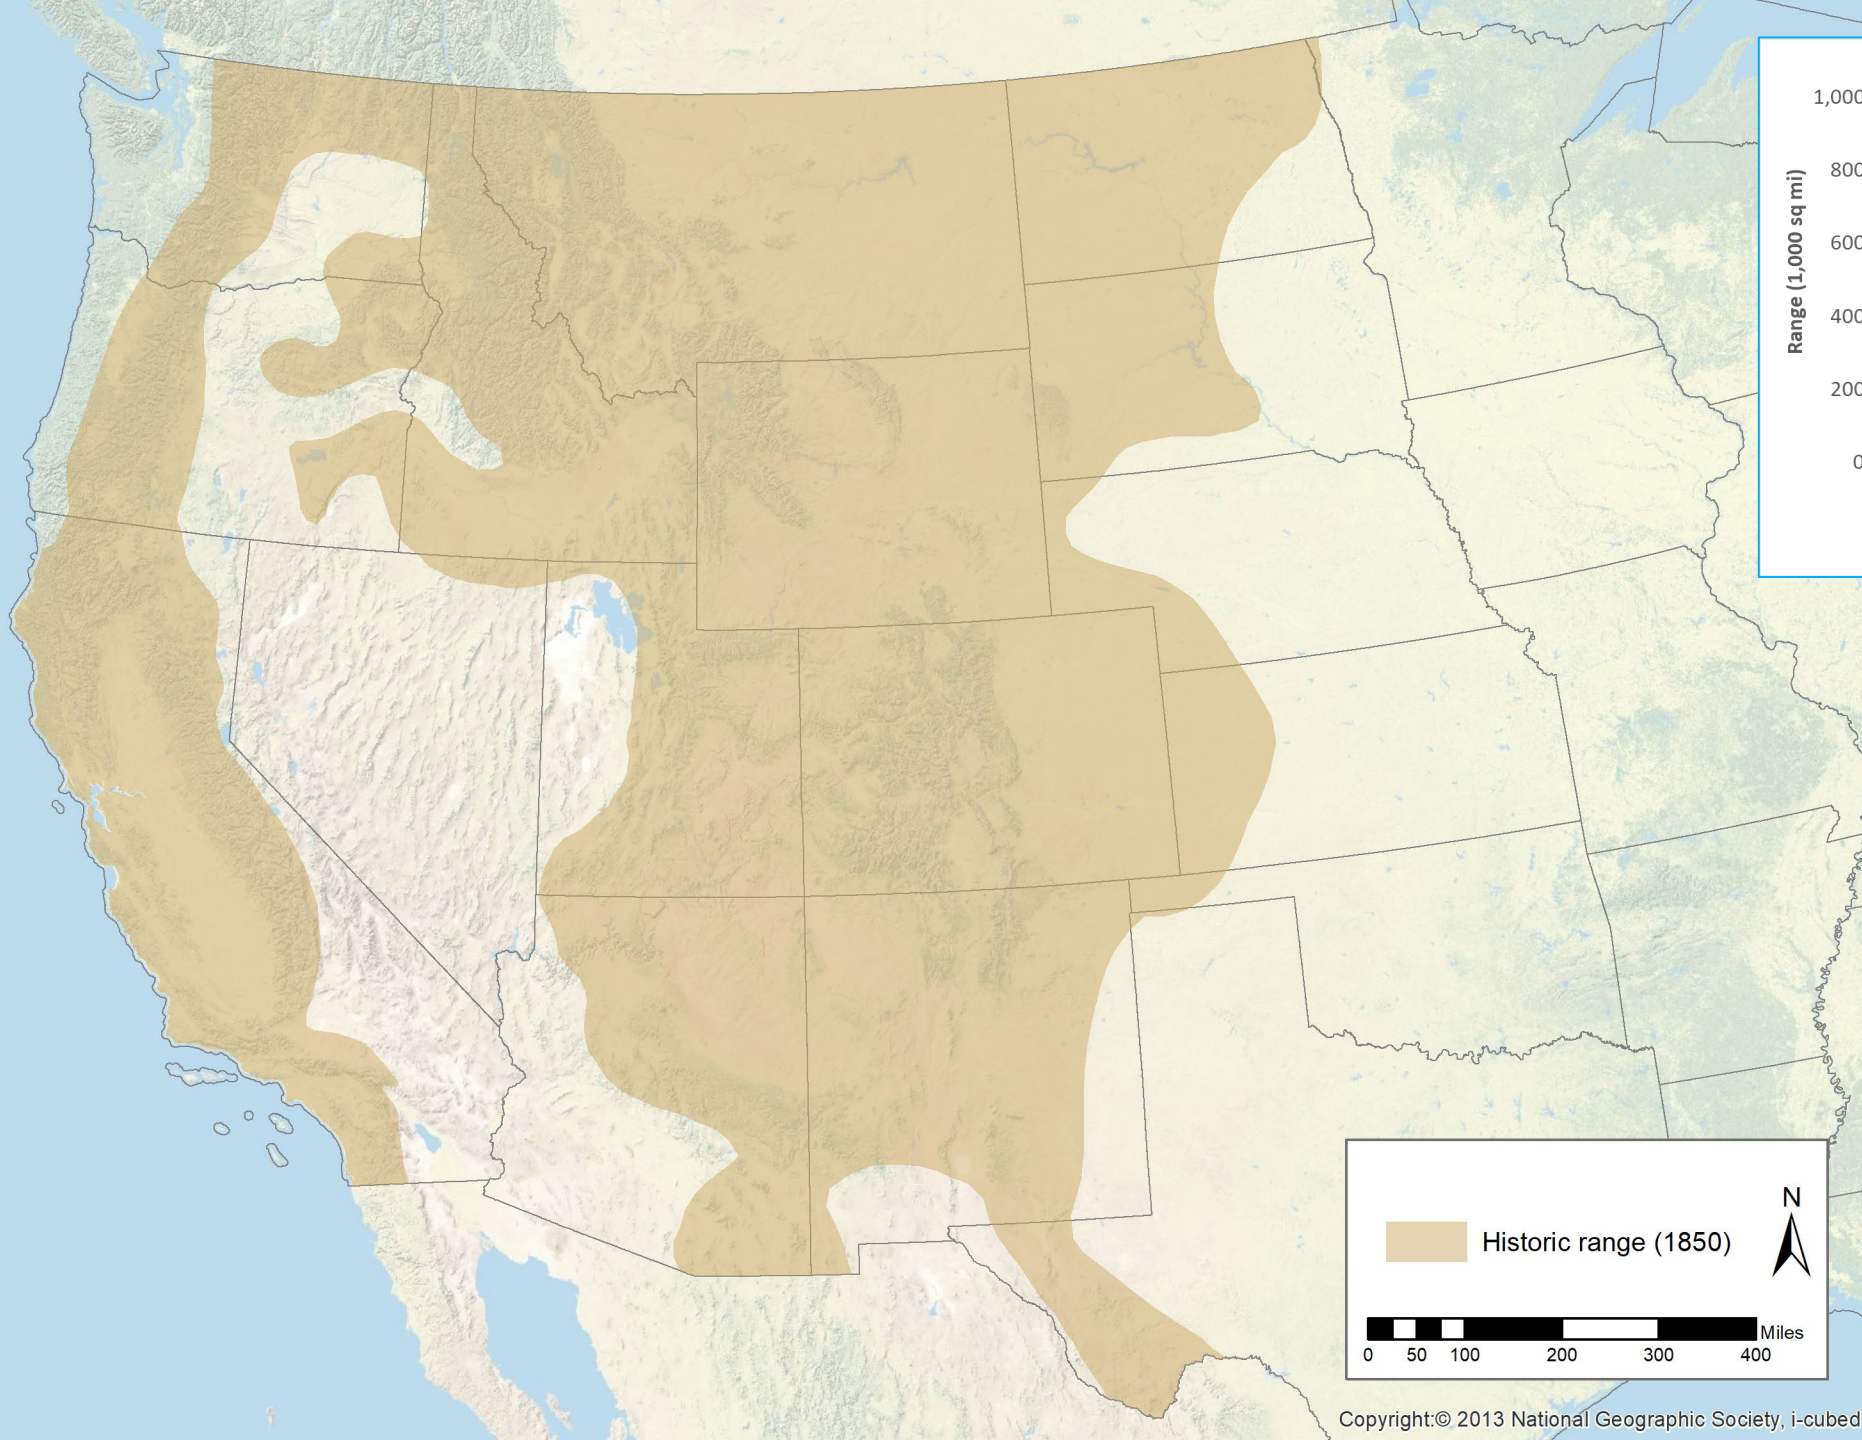 1,000
800
600
400
200
0
Range (1,000 sq mi)
N
Historic range (1850)
Miles
0 50 100 200 300 400
Copyright:© 2013 National Geographic Society, i-cubed